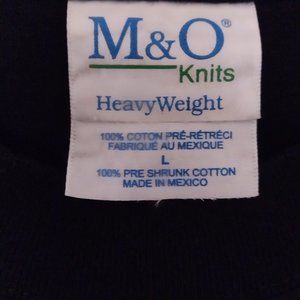 M&O®
Knits
HeavyWeight
100% COTON PRÉ-RÉTRÉCI
FABRIQUÉ AU MEXIQUE
L
100% PRE SHRUNK COTTON
MADE IN MEXICO